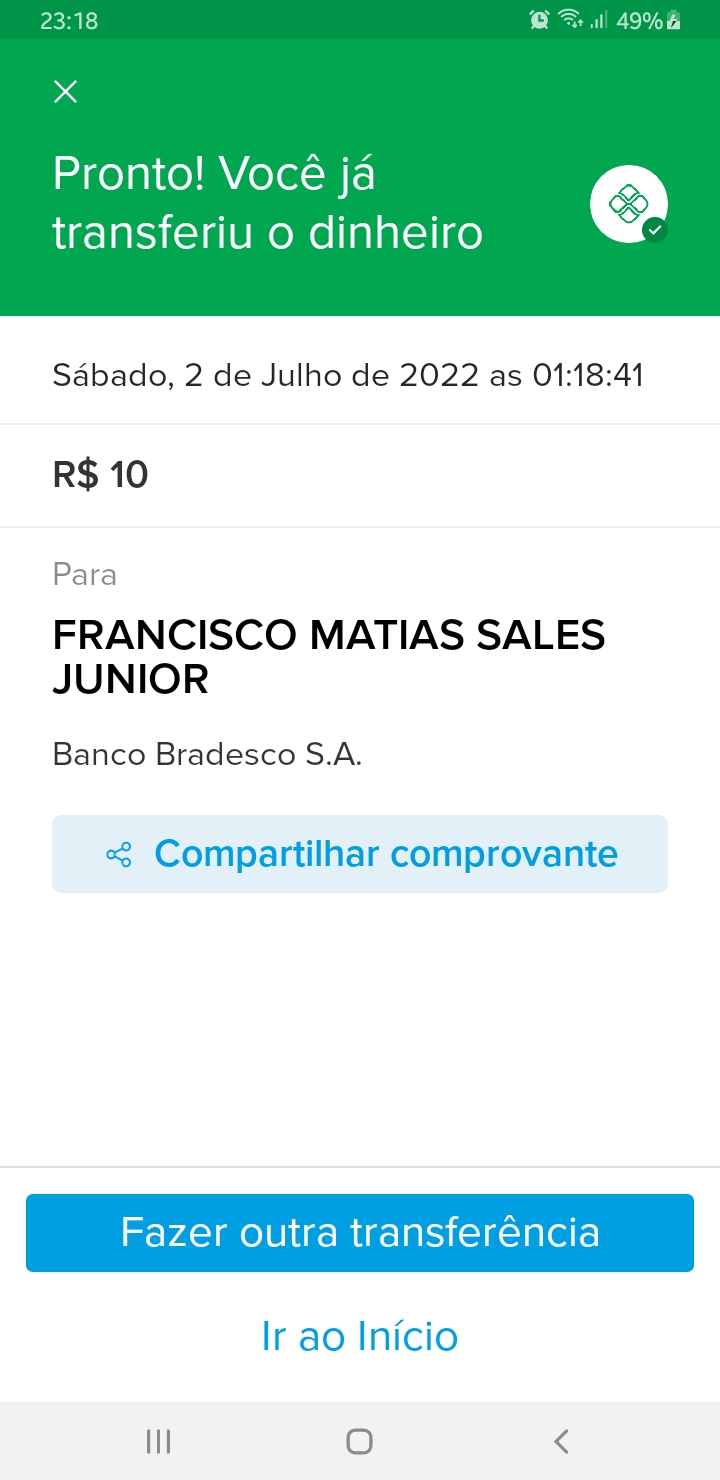 23:18
49%
Pronto! Você já
transferiu o dinheiro
Sábado, 2 de Julho de 2022 as 01:18:41
R$ 10
Para
FRANCISCO MATIAS SALES
JUNIOR
Banco Bradesco S.A.
Compartilhar comprovante
Fazer outra transferência
Ir ao Início